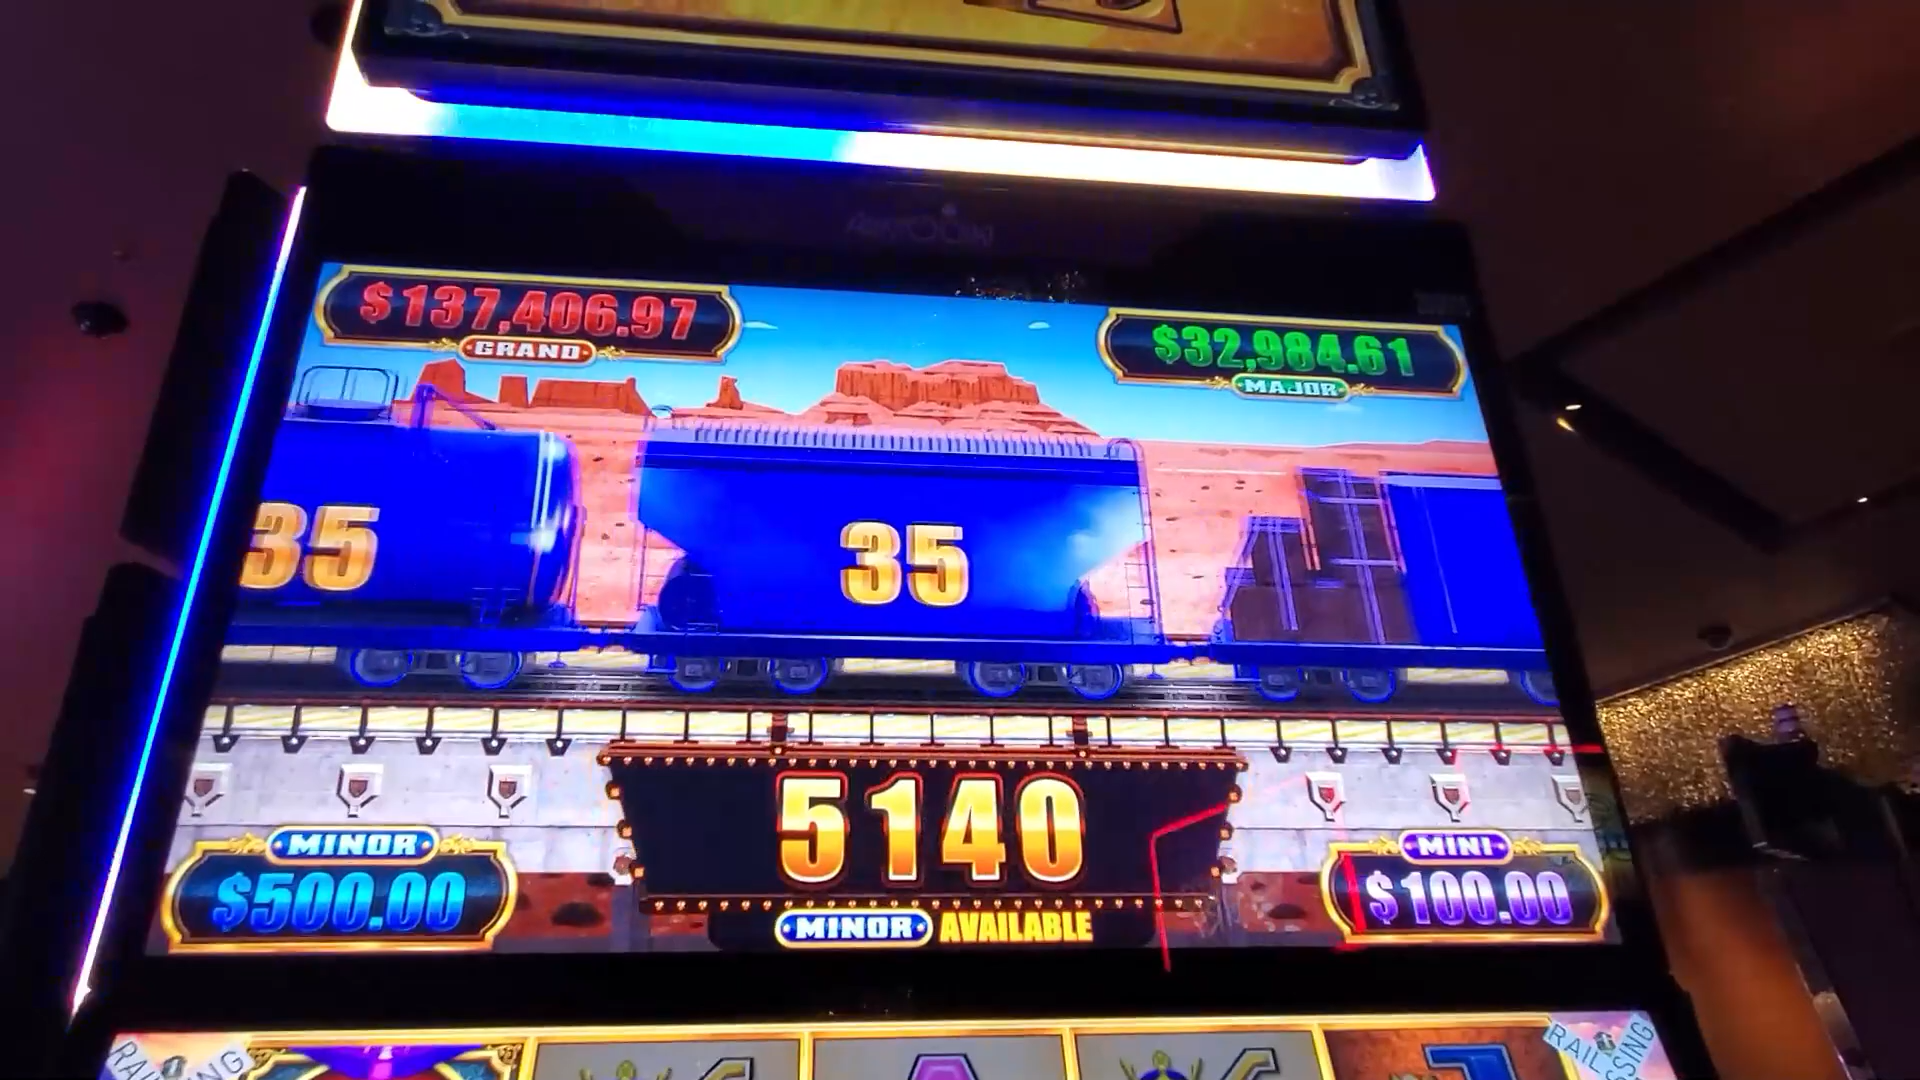 ARISTOCRAT
$137,406.97
GRAND
$32,984.61
MAJOR
35
35
5140
MINOR
$500.00
MINI
$100.00
MINOR AVAILABLE